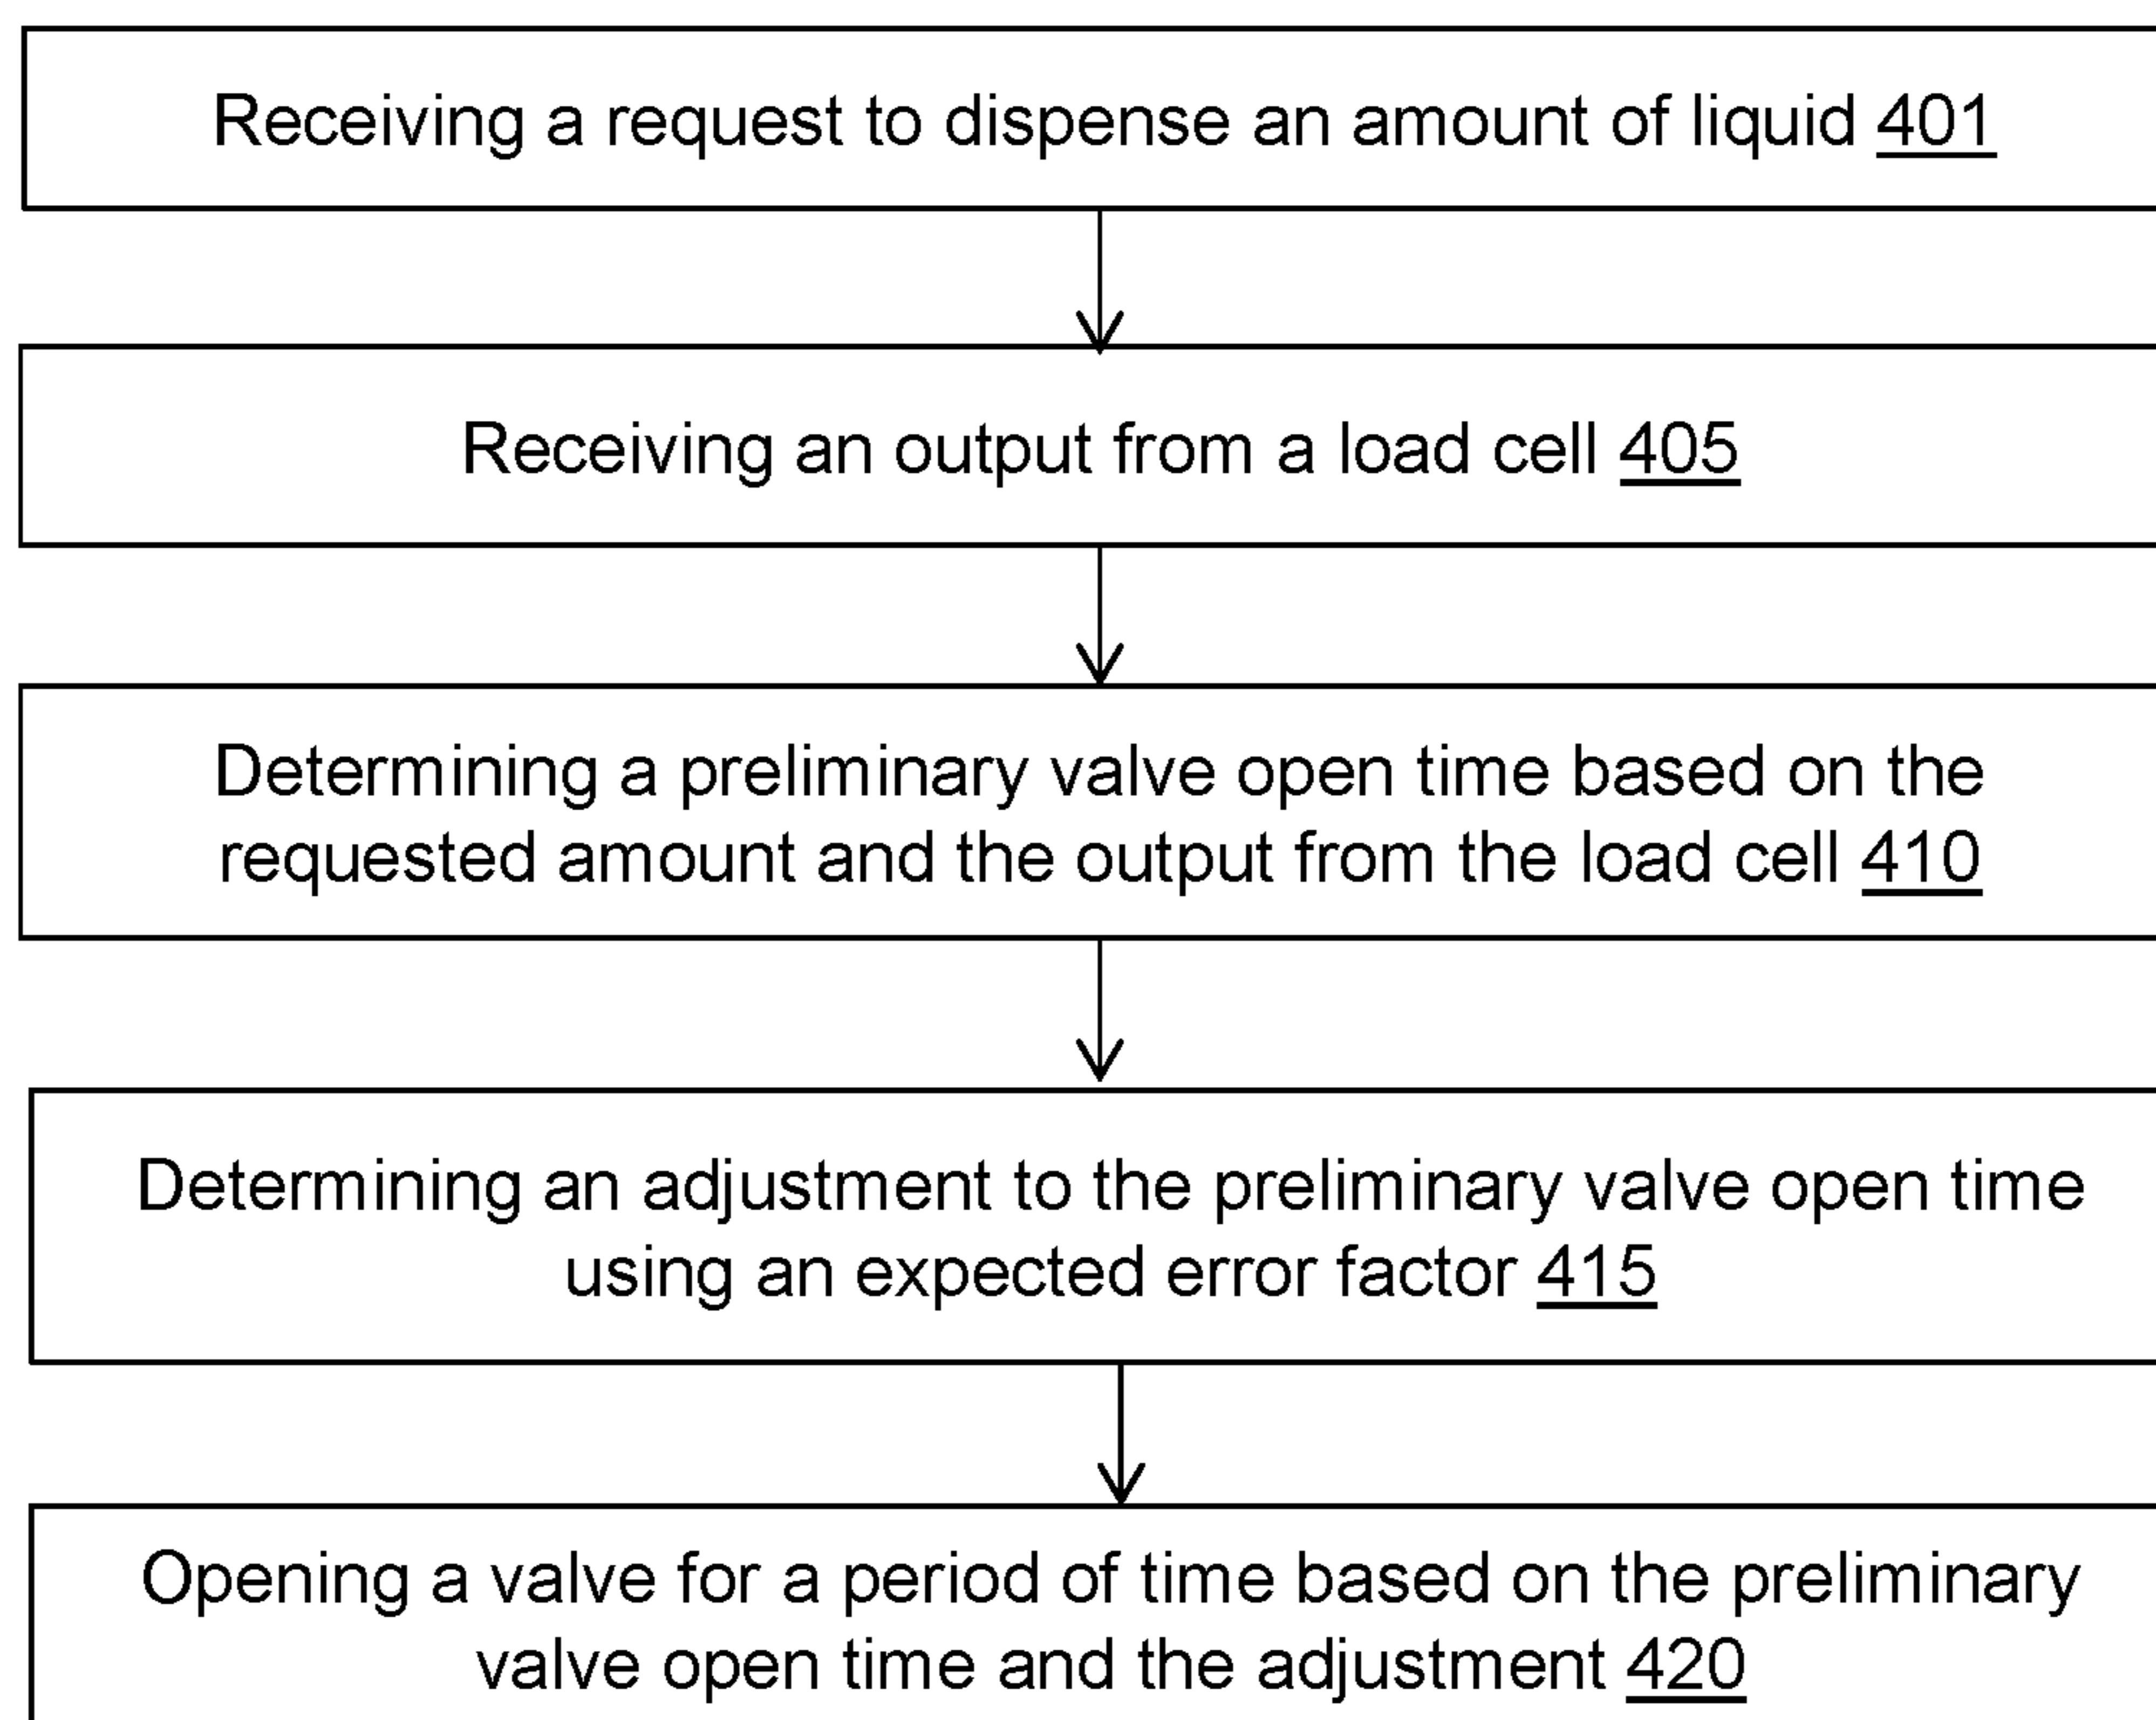 Receiving a request to dispense an amount of liquid 401
Receiving an output from a load cell 405
Determining a preliminary valve open time based on the
requested amount and the output from the load cell 410
Determining an adjustment to the preliminary valve open time
using an expected error factor 415
Opening a valve for a period of time based on the preliminary
valve open time and the adjustment 420